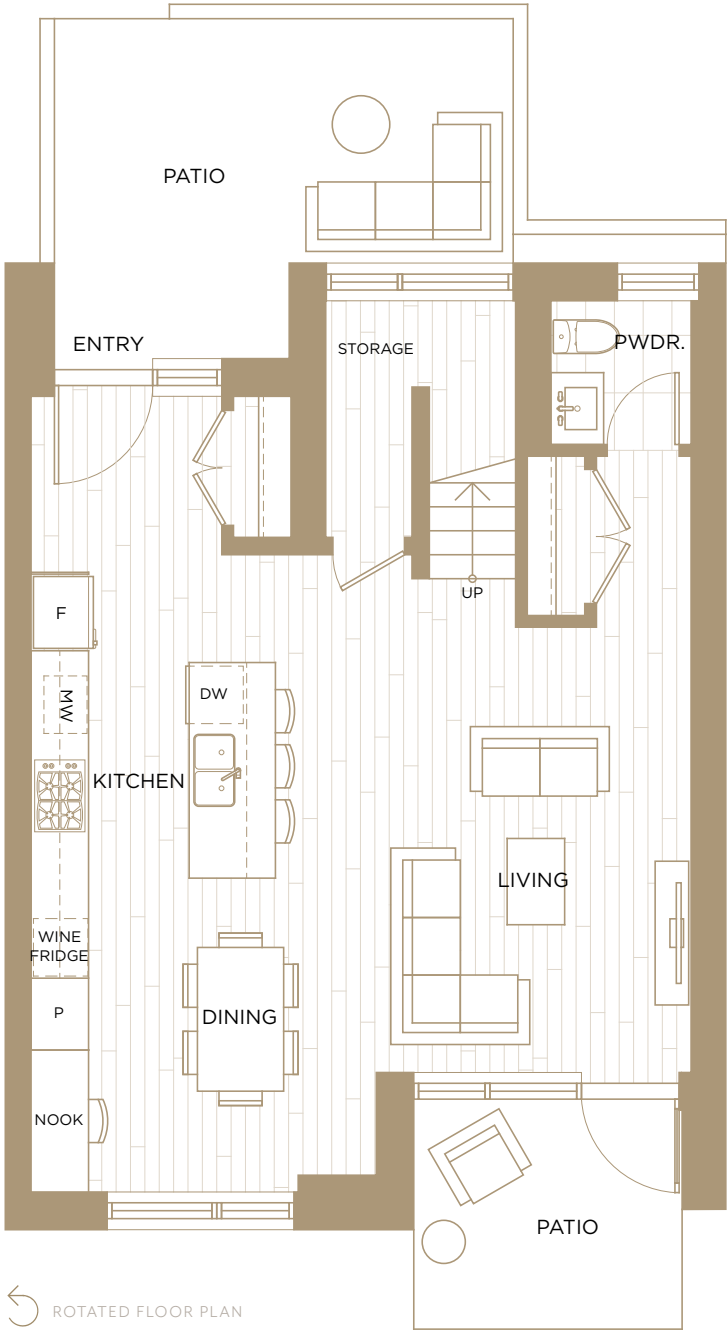 PATIO
ENTRY
STORAGE
PWDR.
UP
F
MW
DW
KITCHEN
LIVING
WINE
FRIDGE
P
DINING
NOOK
PATIO
ROTATED FLOOR PLAN